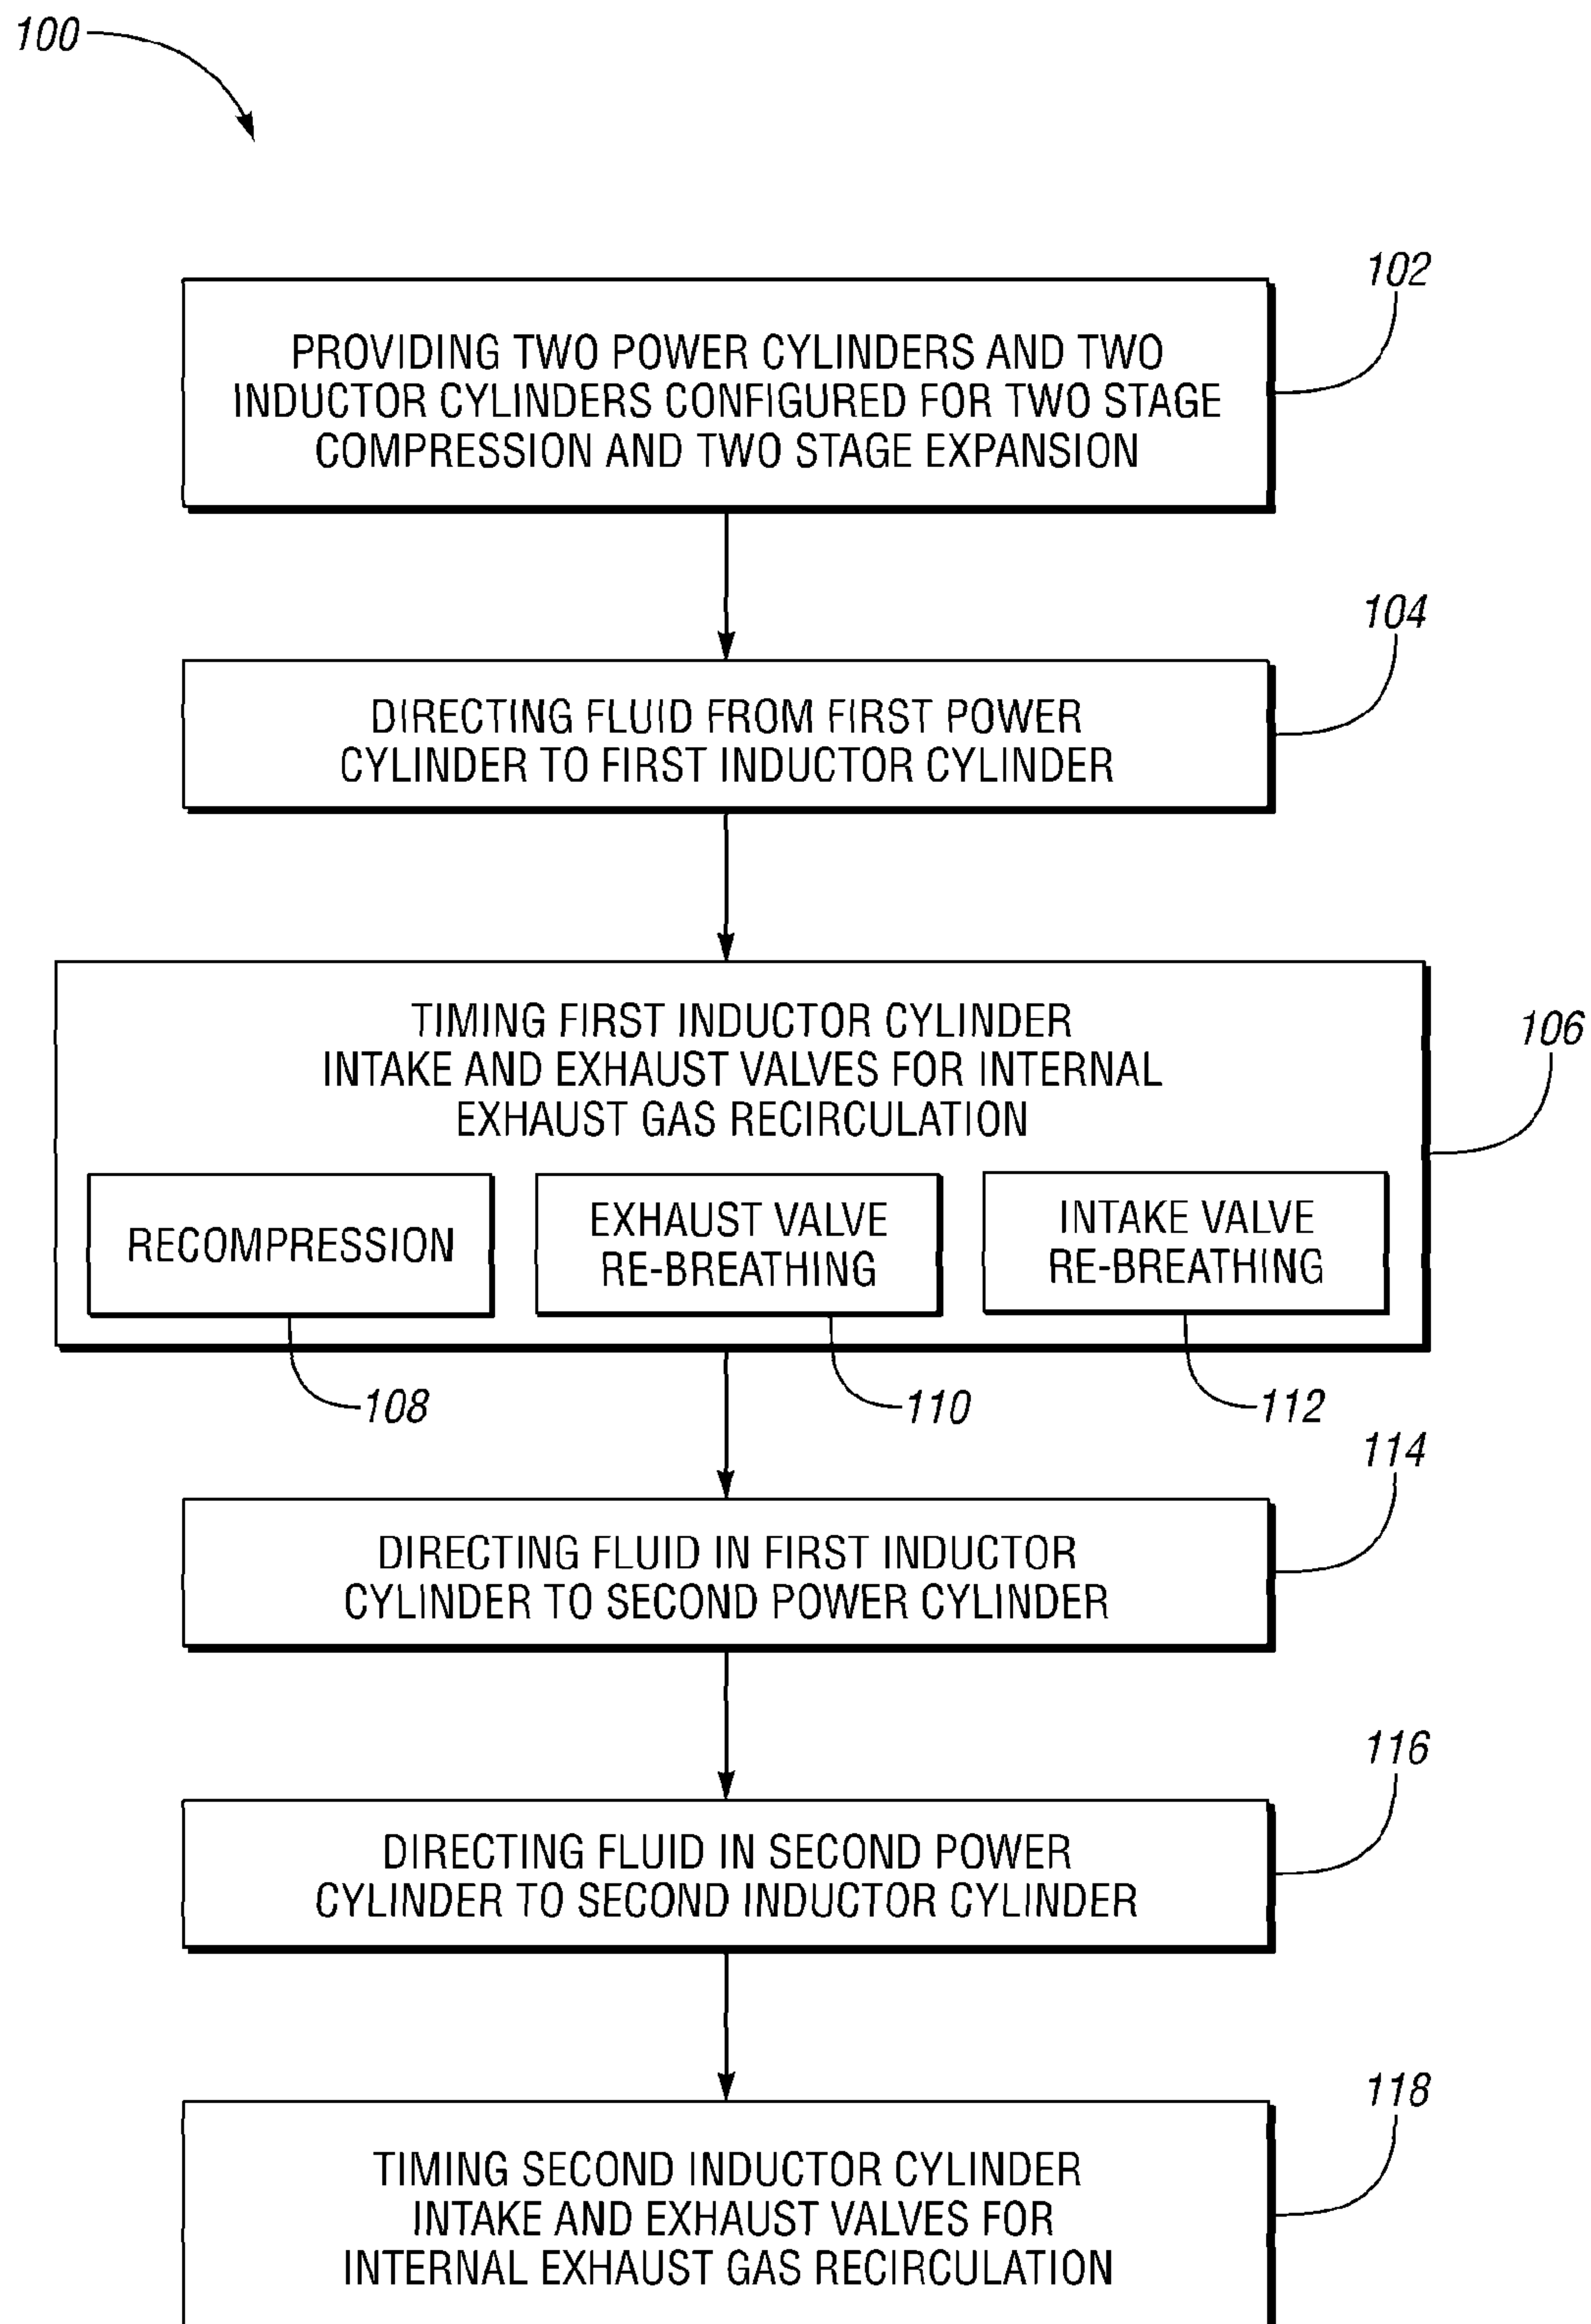 100
102
PROVIDING TWO POWER CYLINDERS AND TWO
INDUCTOR CYLINDERS CONFIGURED FOR TWO STAGE
COMPRESSION AND TWO STAGE EXPANSION
104
DIRECTING FLUID FROM FIRST POWER
CYLINDER TO FIRST INDUCTOR CYLINDER
106
TIMING FIRST INDUCTOR CYLINDER
INTAKE AND EXHAUST VALVES FOR INTERNAL
EXHAUST GAS RECIRCULATION
RECOMPRESSION
EXHAUST VALVE
RE-BREATHING
INTAKE VALVE
RE-BREATHING
108
110
112
114
DIRECTING FLUID IN FIRST INDUCTOR
CYLINDER TO SECOND POWER CYLINDER
116
DIRECTING FLUID IN SECOND POWER
CYLINDER TO SECOND INDUCTOR CYLINDER
118
TIMING SECOND INDUCTOR CYLINDER
INTAKE AND EXHAUST VALVES FOR
INTERNAL EXHAUST GAS RECIRCULATION